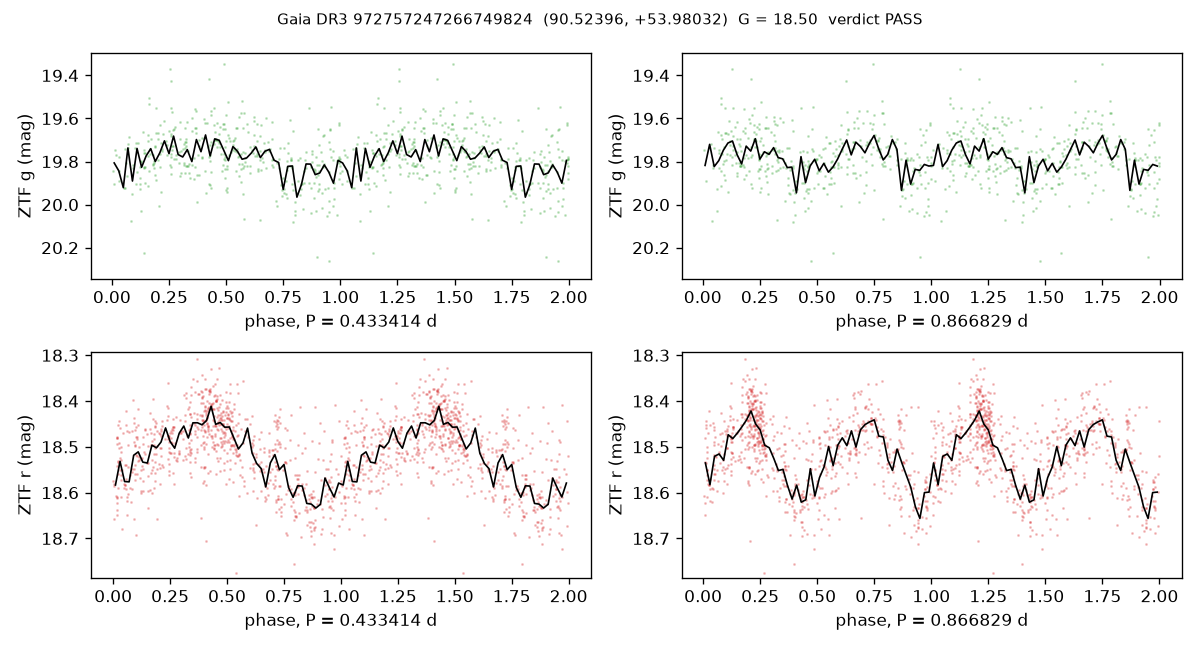 Gaia DR3 972757247266749824 (90.52396, +53.98032) G = 18.50 verdict PASS
ZTF g (mag)
19.4
19.6
19.8
20.0
20.2
0.00 0.25 0.50 0.75 1.00 1.25 1.50 1.75 2.00
phase, P = 0.433414 d
ZTF g (mag)
19.4
19.6
19.8
20.0
20.2
0.00 0.25 0.50 0.75 1.00 1.25 1.50 1.75 2.00
phase, P = 0.866829 d
ZTF r (mag)
18.3
18.4
18.5
18.6
18.7
0.00 0.25 0.50 0.75 1.00 1.25 1.50 1.75 2.00
phase, P = 0.433414 d
ZTF r (mag)
18.3
18.4
18.5
18.6
18.7
0.00 0.25 0.50 0.75 1.00 1.25 1.50 1.75 2.00
phase, P = 0.866829 d